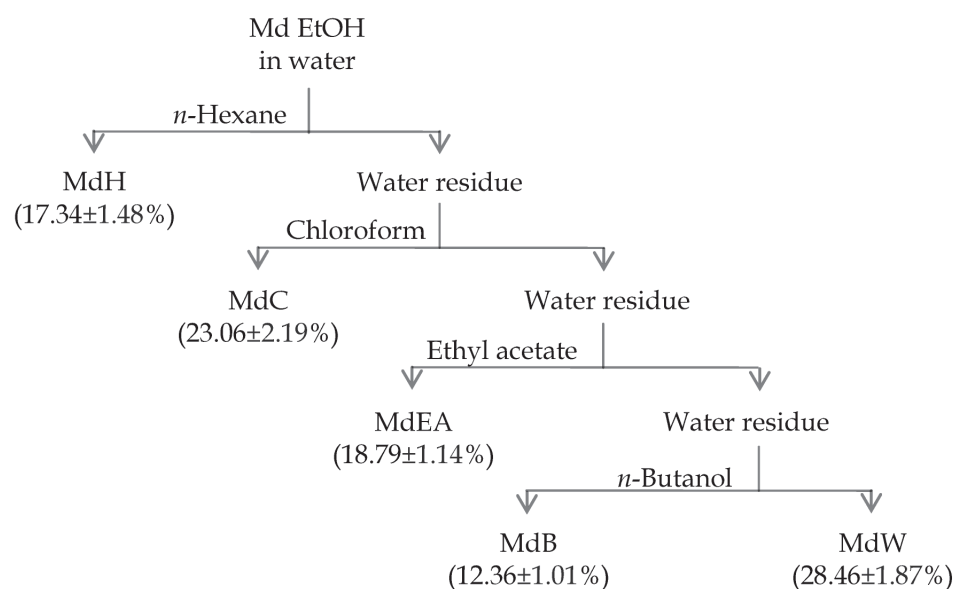 Md EtOH
in water
n-Hexane
MdH
(17.34±1.48%)
Water residue
Chloroform
MdC
(23.06±2.19%)
Water residue
Ethyl acetate
MdEA
(18.79±1.14%)
Water residue
n-Butanol
MdB
(12.36±1.01%)
MdW
(28.46±1.87%)